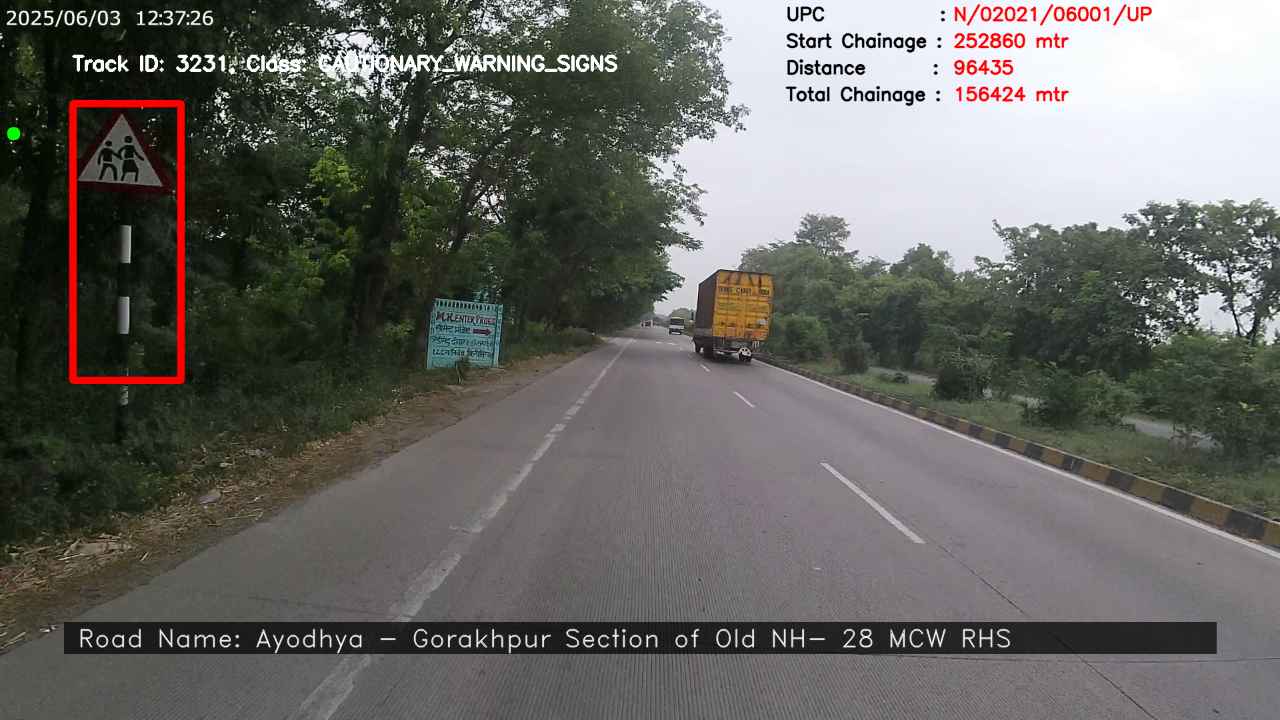 2025/06/03 12:37:26
UPC : N/02021/06001/UP
Start Chainage : 252860 mtr
Distance : 96435
Total Chainage : 156424 mtr
Track ID: 3231, Class: CAUTIONARY_WARNING_SIGNS
M.K.ENTERPRISES
Road Name: Ayodhya - Gorakhpur Section of Old NH- 28 MCW RHS